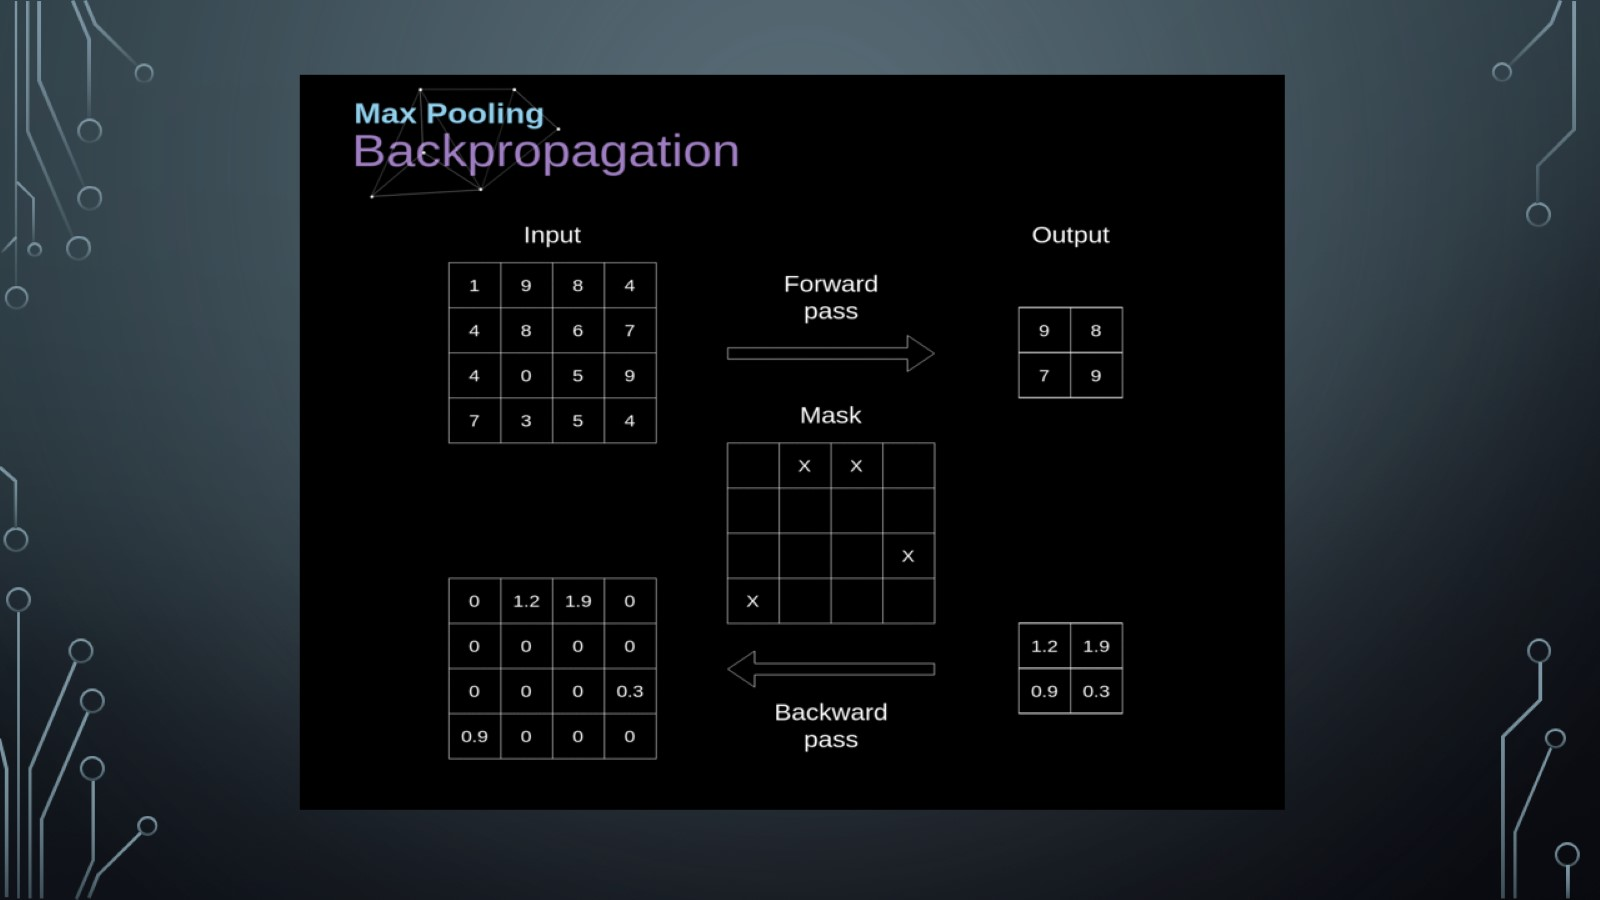 Max Pooling
Backpropagation
Input
Output
Forward
pass
1 9 8 4
4 8 6 7
4 0 5 9
7 3 5 4
9 8
7 9
Mask
X X
X
X
0 1.2 1.9 0
0 0 0 0
0 0 0 0.3
0.9 0 0 0
1.2 1.9
0.9 0.3
Backward
pass